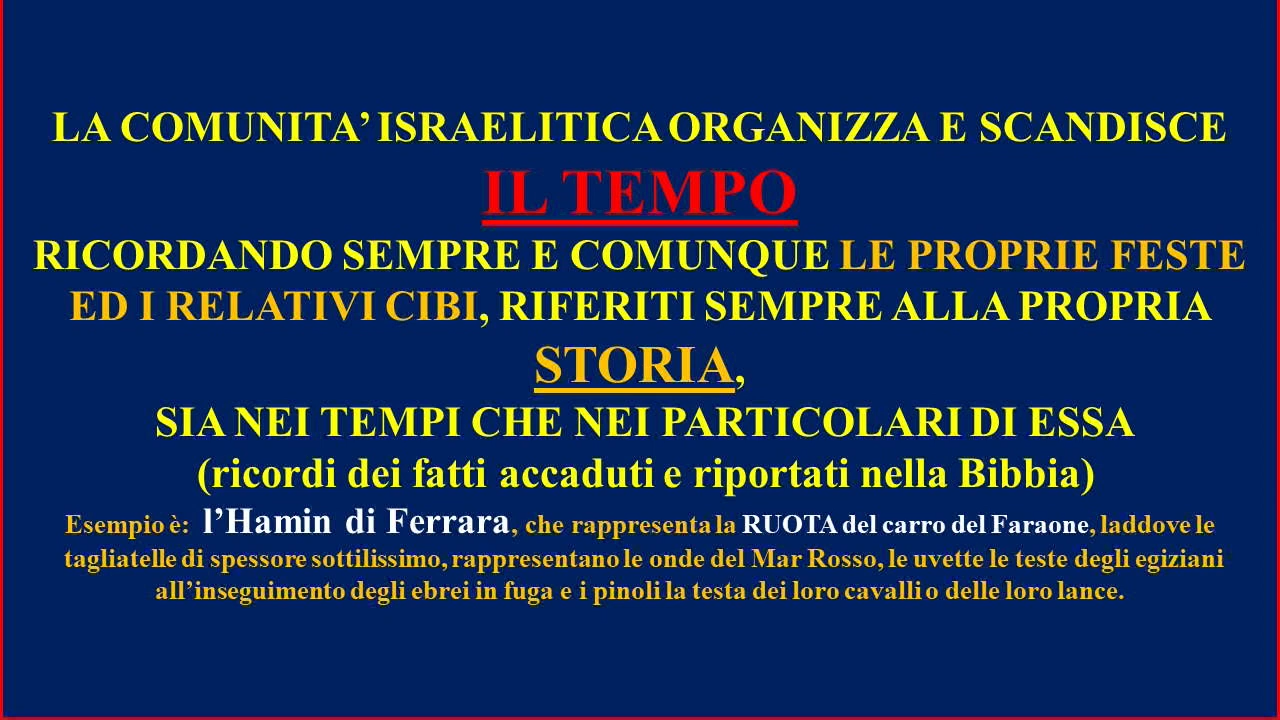 LA COMUNITA’ ISRAELITICA ORGANIZZA E SCANDISCE
IL TEMPO
RICORDANDO SEMPRE E COMUNQUE LE PROPRIE FESTE
ED I RELATIVI CIBI, RIFERITI SEMPRE ALLA PROPRIA
STORIA,
SIA NEI TEMPI CHE NEI PARTICOLARI DI ESSA
(ricordi dei fatti accaduti e riportati nella Bibbia)
Esempio è: l’Hamin di Ferrara, che rappresenta la RUOTA del carro del Faraone, laddove le
tagliatelle di spessore sottilissimo, rappresentano le onde del Mar Rosso, le uvette le teste degli egiziani
all’inseguimento degli ebrei in fuga e i pinoli la testa dei loro cavalli o delle loro lance.